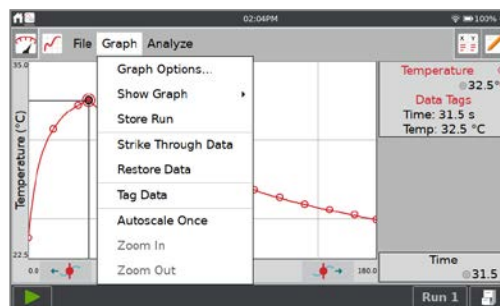 02:04PM
100%
File Graph Analyze
X Y
Graph Options...
Show Graph
Store Run
Strike Through Data
Restore Data
Tag Data
Autoscale Once
Zoom In
Zoom Out
35.0
Temperature (°C)
22.5
0.0
180.0
Temperature
32.5°
Data Tags
Time: 31.5 s
Temp: 32.5 °C
Time
31.5
Run 1